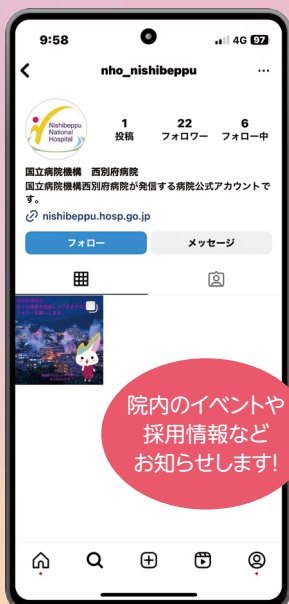 9:58
4G 97
nho_nishibeppu
Nishibeppu
National
Hospital
1
投稿
22
フォロワー
6
フォロー中
国立病院機構 西別府病院
国立病院機構西別府病院が発信する病院公式アカウントで
す。
nishibeppu.hosp.go.jp
フォロー
メッセージ
院内のイベントや
採用情報など
お知らせします!